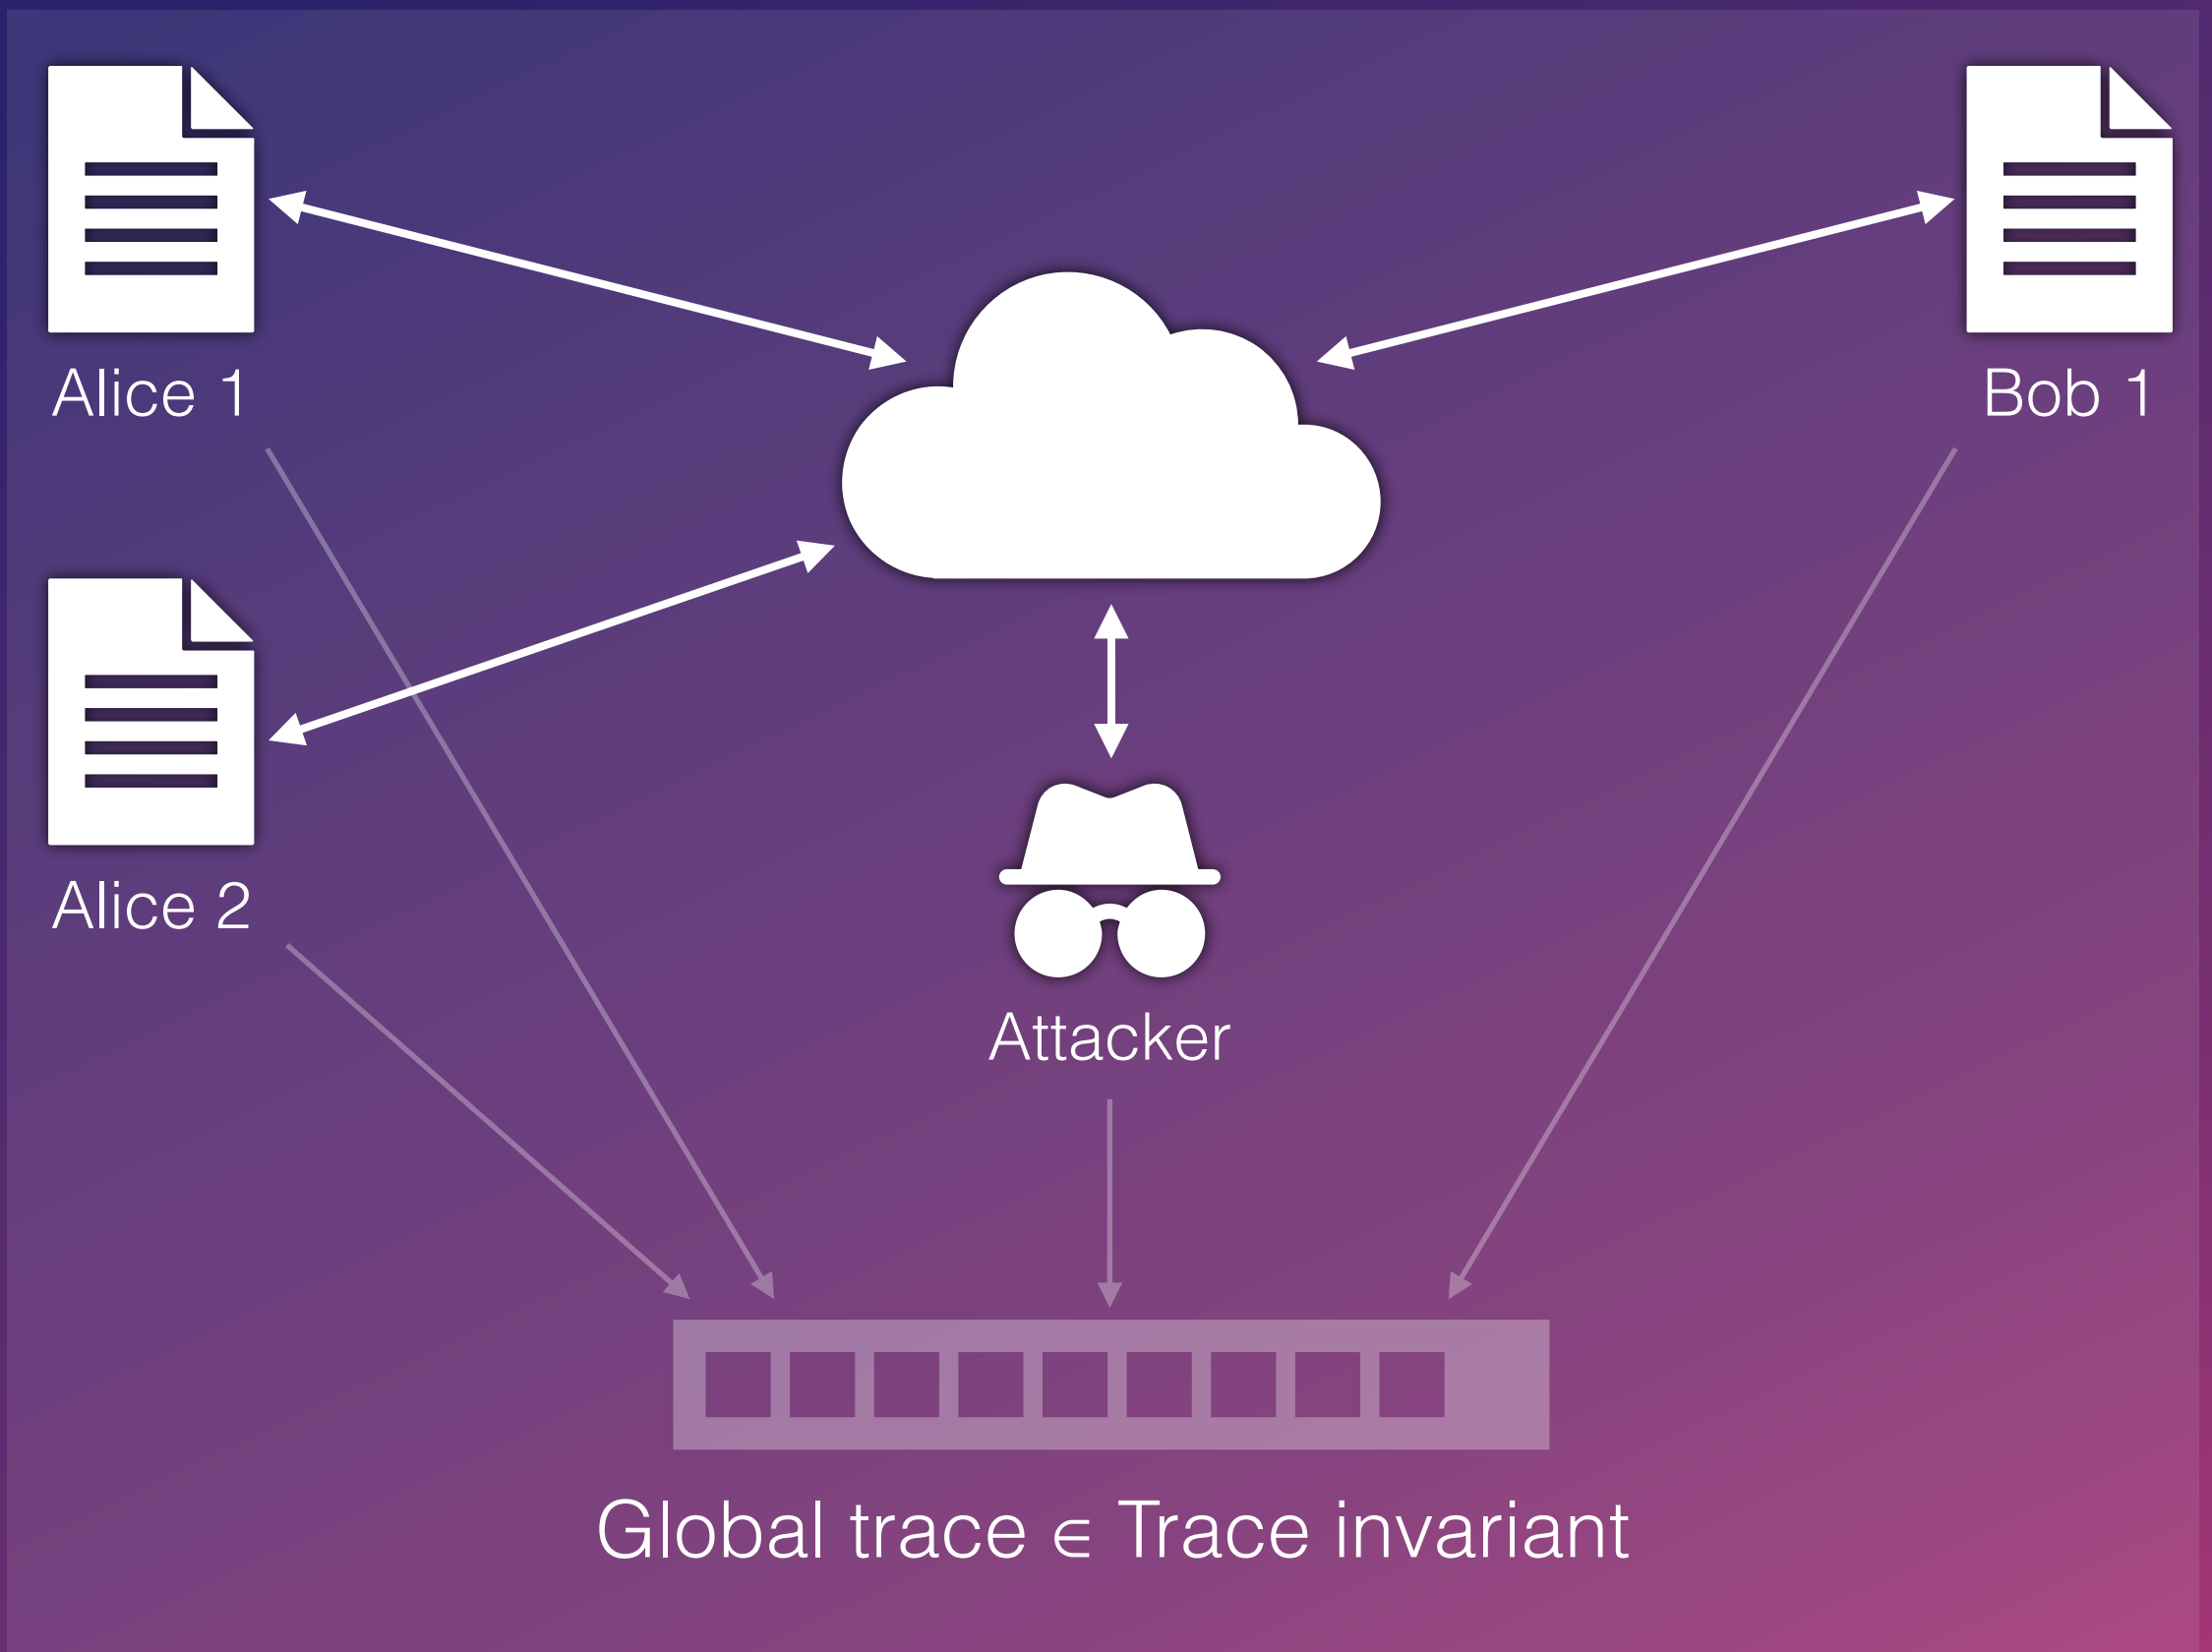 Alice 1
Bob 1
Alice 2
Attacker
Global trace ∈ Trace invariant